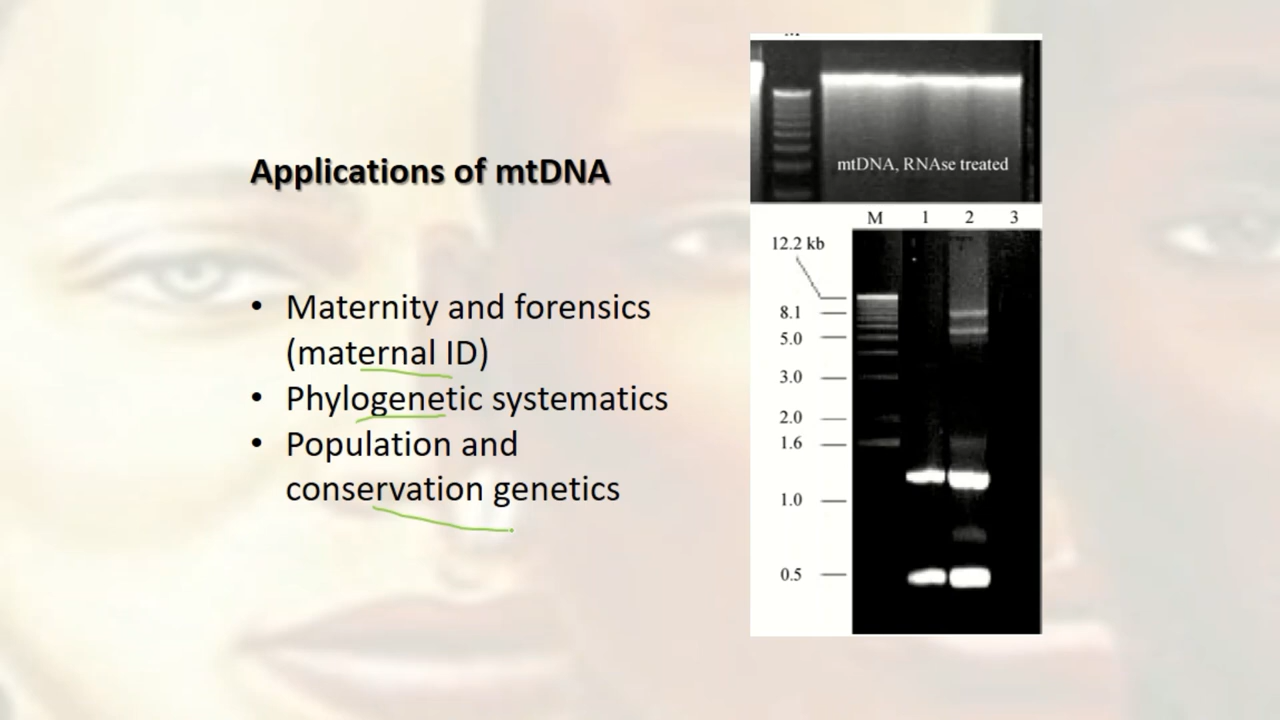 Applications of mtDNA
• Maternity and forensics
(maternal ID)
• Phylogenetic systematics
• Population and
conservation genetics
mtDNA, RNAse treated
M 1 2 3
12.2 kb
8.1
5.0
3.0
2.0
1.6
1.0
0.5